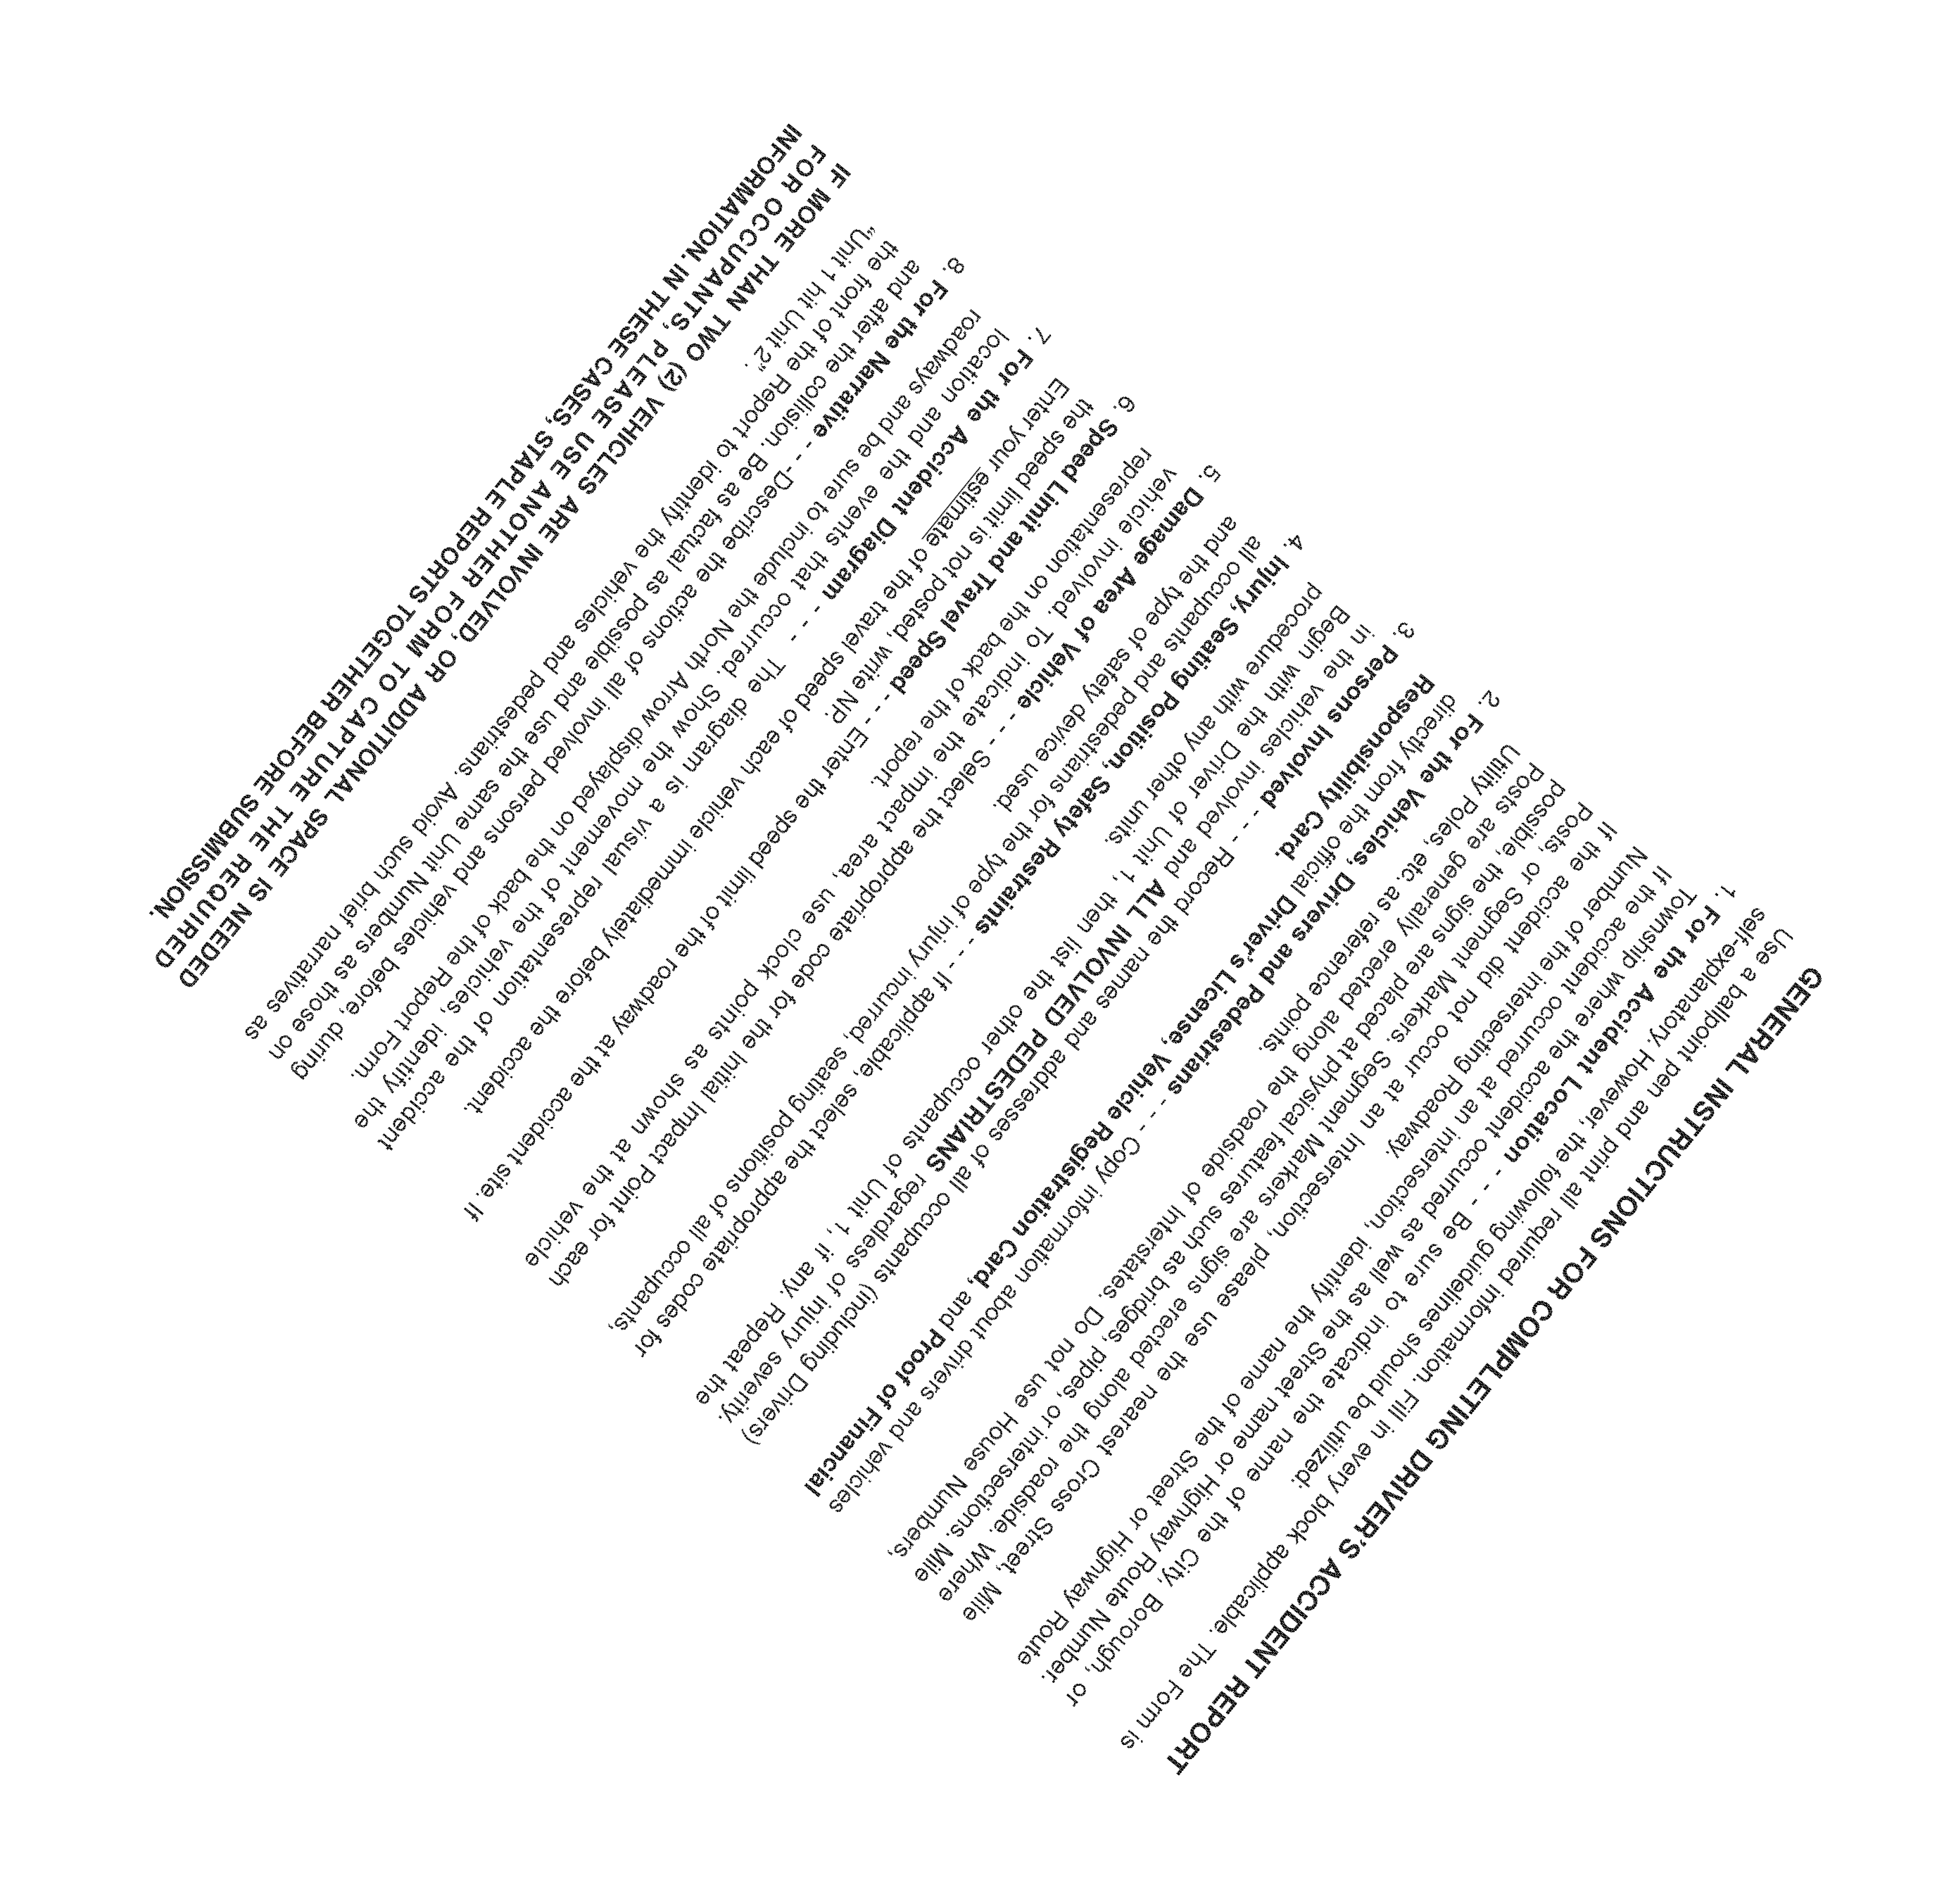 GENERAL INSTRUCTIONS FOR COMPLETING DRIVER'S ACCIDENT REPORT
Use a ballpoint pen and print all required information. Fill in every block applicable. The Form is
self-explanatory. However, the following guidelines should be utilized:
1. For the Accident Location - - - Be sure to indicate the name of the City, Borough, or
Township where the accident occurred as well as the Street name or Highway Route Number.
If the accident occurred at an intersection, identify the name of the Street or Highway Route
Number of the intersecting Roadway.
If the accident did not occur at an Intersection, please use the nearest Cross Street, Mile
Posts, or Segment Markers. Segment Markers are signs erected along the roadside. Where
possible, the signs are placed at physical features such as bridges, pipes, or intersections. Mile
Posts are generally erected along the roadside of Interstates. Do not use House Numbers,
Utility Poles, etc. as reference points.
2. For the Vehicles, Drivers and Pedestrians - - - Copy information about drivers and vehicles
directly from the official Driver's License, Vehicle Registration Card, and Proof of Financial
Responsibility Card.
3. Persons Involved - - - Record the names and addresses of all occupants (including Drivers)
in the vehicles involved and ALL INVOLVED PEDESTRIANS regardless of injury severity.
Begin with the Driver of Unit 1, then list the other occupants of Unit 1, if any. Repeat the
procedure with any other units.
4. Injury, Seating Position, Safety Restraints - - - If applicable, select the appropriate codes for
all occupants and pedestrians for the type of injury incurred, seating positions of all occupants,
and the type of safety device used.
5. Damage Area of Vehicle - - - Select the appropriate code for the Initial Impact Point for each
vehicle involved. To indicate the impact area, use clock points as shown at the vehicle
representation on the back of the report.
6. Speed Limit and Travel Speed - - - Enter the speed limit of the roadway at the accident site. If
the speed limit is not posted, write NP.
Enter your estimate of the travel speed of each vehicle immediately before the accident.
7. For the Accident Diagram - - - The diagram is a visual representation of the accident
location and the events that occurred. Show the movement of the vehicles, identify the
roadways and be sure to include the North Arrow displayed on the back of the Report Form.
8. For the Narrative - - -Describe the actions of all involved persons and vehicles before, during
and after the collision. Be as factual as possible and use the same Unit Numbers as those on
the front of the Report to identify the vehicles and pedestrians. Avoid such brief narratives as
"Unit 1 hit Unit 2".
IF MORE THAN TWO (2) VEHICLES ARE INVOLVED, OR ADDITIONAL SPACE IS NEEDED
FOR OCCUPANTS, PLEASE USE ANOTHER FORM TO CAPTURE THE REQUIRED
INFORMATION. IN THESE CASES, STAPLE REPORTS TOGETHER BEFORE SUBMISSION.